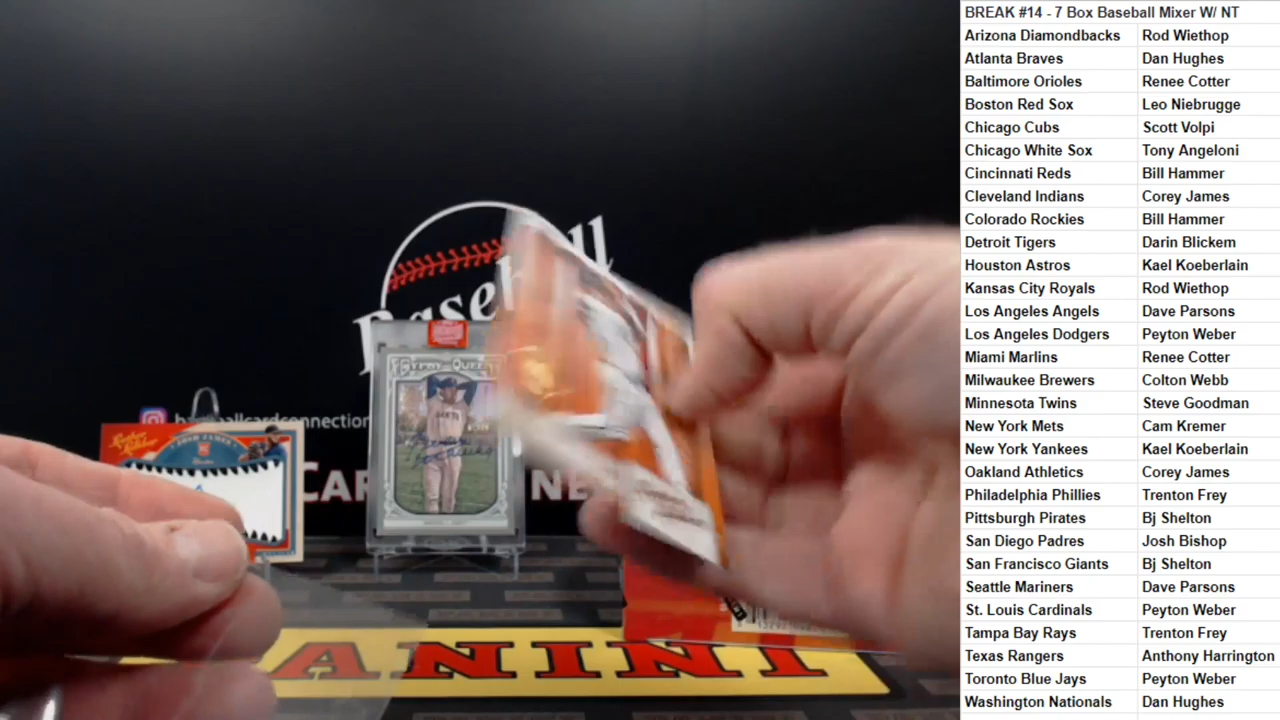 BREAK #14 - 7 Box Baseball Mixer W/ NT
Arizona Diamondbacks Rod Wiethop
Atlanta Braves Dan Hughes
Baltimore Orioles Renee Cotter
Boston Red Sox Leo Niebrugge
Chicago Cubs Scott Volpi
Chicago White Sox Tony Angeloni
Cincinnati Reds Bill Hammer
Cleveland Indians Corey James
Colorado Rockies Bill Hammer
Detroit Tigers Darin Blickem
Houston Astros Kael Koeberlain
Kansas City Royals Rod Wiethop
Los Angeles Angels Dave Parsons
Los Angeles Dodgers Peyton Weber
Miami Marlins Renee Cotter
Milwaukee Brewers Colton Webb
Minnesota Twins Steve Goodman
New York Mets Cam Kremer
New York Yankees Kael Koeberlain
Oakland Athletics Corey James
Philadelphia Phillies Trenton Frey
Pittsburgh Pirates Bj Shelton
San Diego Padres Josh Bishop
San Francisco Giants Bj Shelton
Seattle Mariners Dave Parsons
St. Louis Cardinals Peyton Weber
Tampa Bay Rays Trenton Frey
Texas Rangers Anthony Harrington
Toronto Blue Jays Peyton Weber
Washington Nationals Dan Hughes
Baseball
baseballcardconnection
CAR NE
GYPSY QUEEN
PANINI